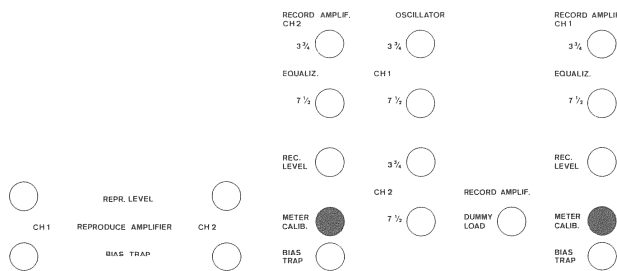 RECORD AMPLIF. OSCILLATOR RECORD AMPLI
CH 2 CH 1
3 ¾ 3 ¾ 3 ¾
EQUALIZ. CH 1 EQUALIZ.
7 ½ 7 ½ 7 ½
REC. LEVEL 3 ¾ REC. LEVEL
REPR. LEVEL
CH 2 RECORD AMPLIF.
METER CALIB. 7 ½ DUMMY LOAD METER CALIB.
CH 1 REPRODUCE AMPLIFIER CH 2
BIAS TRAP BIAS TRAP BIAS TRAP